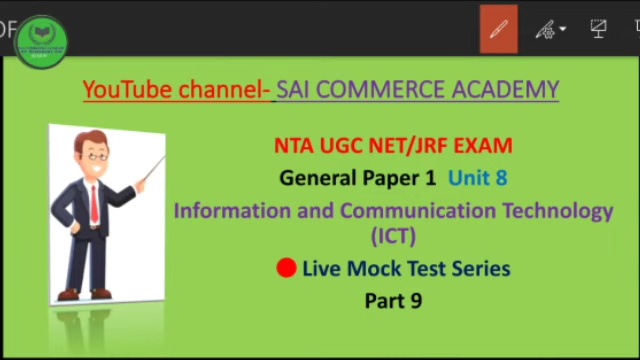 DF
YouTube channel- SAI COMMERCE ACADEMY
NTA UGC NET/JRF EXAM
General Paper 1 Unit 8
Information and Communication Technology
(ICT)
Live Mock Test Series
Part 9